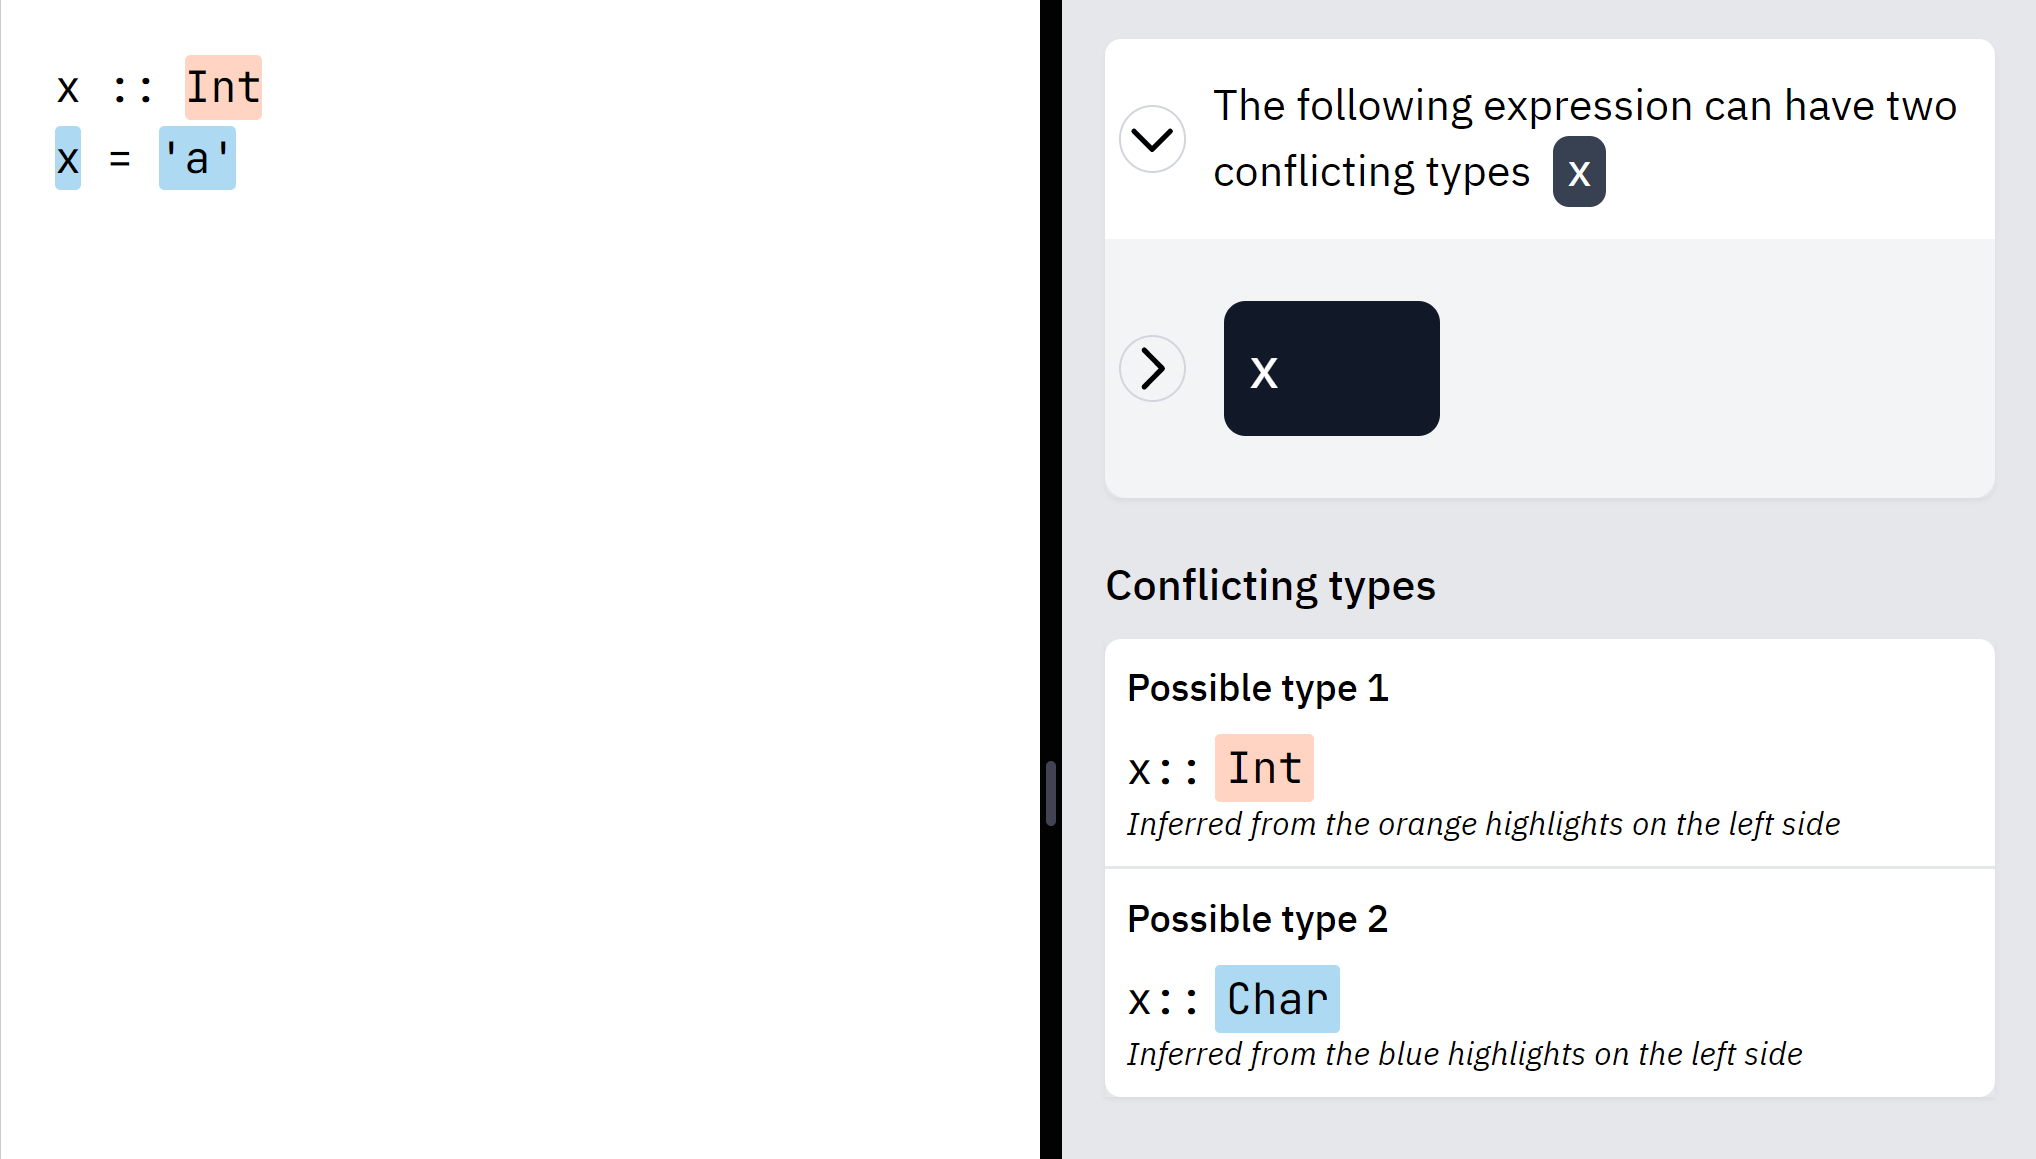 x :: Int
x = 'a'
The following expression can have two
conflicting types x
x
Conflicting types
Possible type 1
x:: Int
Inferred from the orange highlights on the left side
Possible type 2
x:: Char
Inferred from the blue highlights on the left side